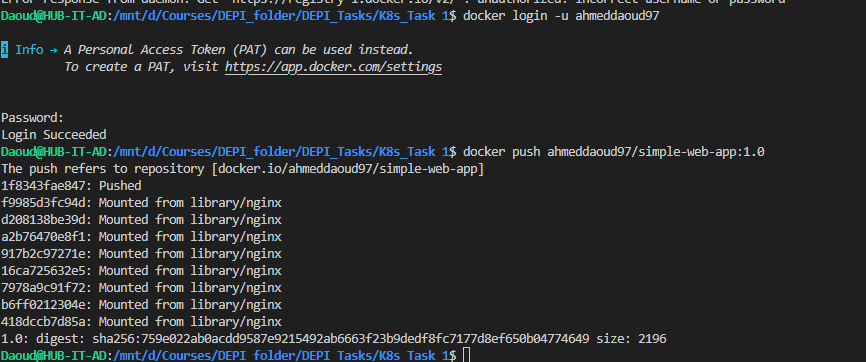 Error response from daemon: Get "https://registry-1.docker.io/v2/": unauthorized: incorrect username or password
Daoud@HUB-IT-AD:/mnt/d/Courses/DEPI_folder/DEPI_Tasks/K8s_Task 1$ docker login -u ahmeddaoud97
i Info → A Personal Access Token (PAT) can be used instead.
To create a PAT, visit https://app.docker.com/settings
Password:
Login Succeeded
Daoud@HUB-IT-AD:/mnt/d/Courses/DEPI_folder/DEPI_Tasks/K8s_Task 1$ docker push ahmeddaoud97/simple-web-app:1.0
The push refers to repository [docker.io/ahmeddaoud97/simple-web-app]
1f8343fae847: Pushed
f9985d3fc94d: Mounted from library/nginx
d208138be39d: Mounted from library/nginx
a2b76470e8f1: Mounted from library/nginx
917b2c97271e: Mounted from library/nginx
16ca725632e5: Mounted from library/nginx
7978a9c91f72: Mounted from library/nginx
b6ff0212304e: Mounted from library/nginx
418dccb7d85a: Mounted from library/nginx
1.0: digest: sha256:759e022ab0acdd9587e9215492ab6663f23b9dedf8fc7177d8ef650b04774649 size: 2196
Daoud@HUB-IT-AD:/mnt/d/Courses/DEPI_folder/DEPI_Tasks/K8s_Task 1$